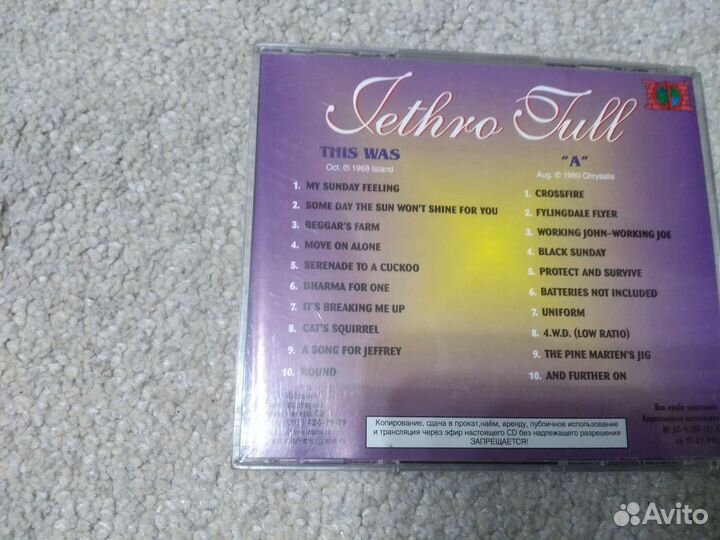 Jethro Tull
THIS WAS
Oct. ℗ 1968 Island
1. MY SUNDAY FEELING
2. SOME DAY THE SUN WON'T SHINE FOR YOU
3. BEGGAR'S FARM
4. MOVE ON ALONE
5. SERENADE TO A CUCKOO
6. DHARMA FOR ONE
7. IT'S BREAKING ME UP
8. CAT'S SQUIRREL
9. A SONG FOR JEFFREY
10. ROUND
"A"
Aug. ℗ 1980 Chrysalis
1. CROSSFIRE
2. FYLINGDALE FLYER
3. WORKING JOHN-WORKING JOE
4. BLACK SUNDAY
5. PROTECT AND SURVIVE
6. BATTERIES NOT INCLUDED
7. UNIFORM
8. 4.W.D. (LOW RATIO)
9. THE PINE MARTEN'S JIG
10. AND FURTHER ON
Копирование, сдача в прокат,наём, аренду, публичное использование
и трансляция через эфир настоящего CD без надлежащего разрешения
ЗАПРЕЩАЕТСЯ!
Все права защищены
Avito